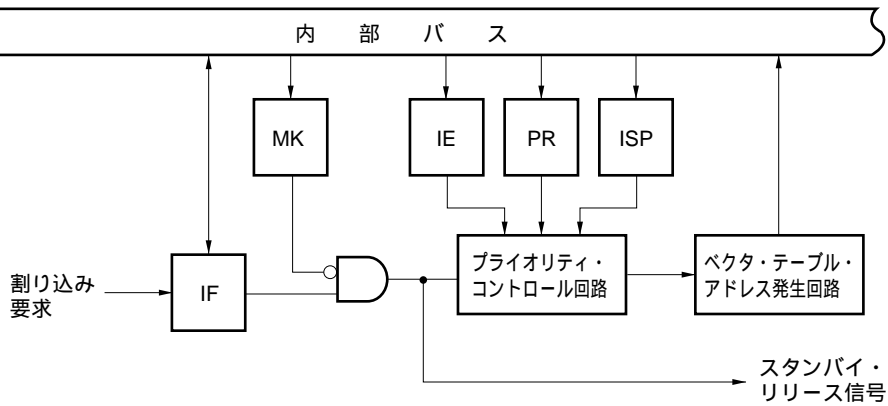 内 部 バ ス
MK
IE
PR
ISP
割り込み
要求
IF
プライオリティ・
コントロール回路
ベクタ・テーブル・
アドレス発生回路
スタンバイ・
リリース信号